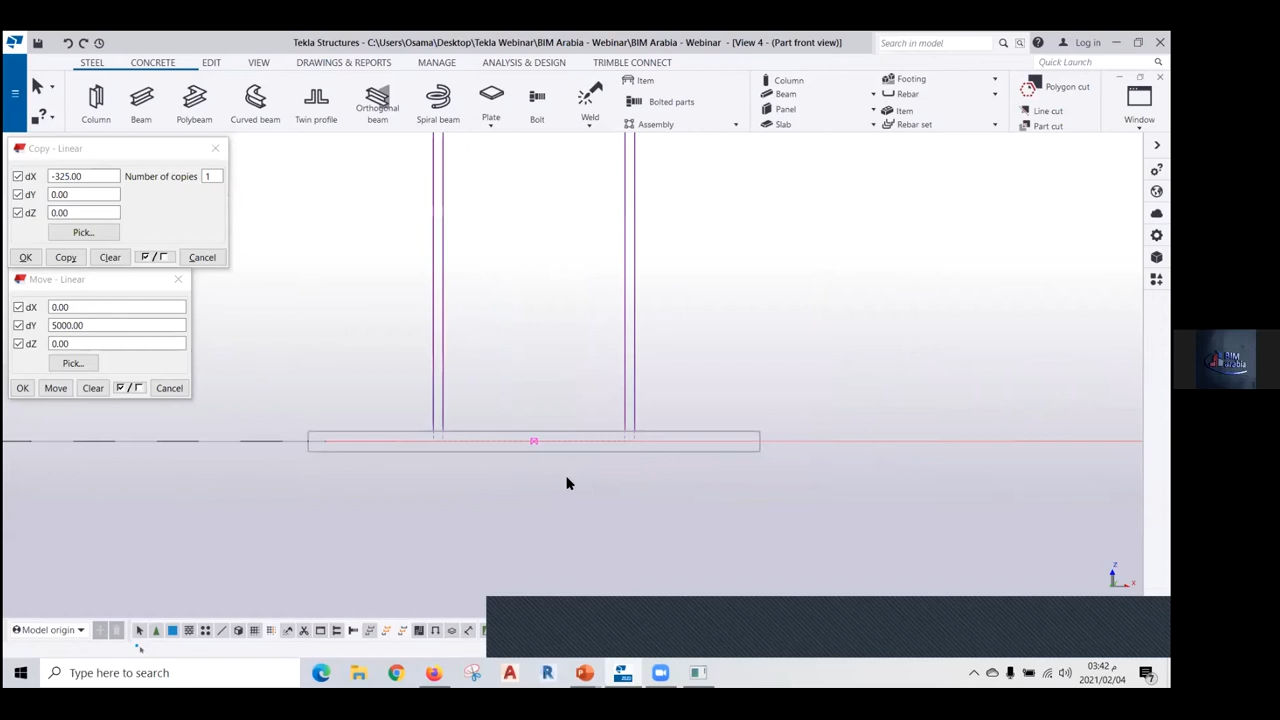 Tekla Structures - C:\Users\Osama\Desktop\Tekla Webinar\BIM Arabia - Webinar\BIM Arabia - Webinar - [View 4 - (Part front view)]
Search in model
Log in
STEEL CONCRETE EDIT VIEW DRAWINGS & REPORTS MANAGE ANALYSIS & DESIGN TRIMBLE CONNECT
Quick Launch
Column
Beam
Polybeam
Curved beam
Twin profile
Orthogonal
beam
Spiral beam
Plate
Bolt
Weld
Item
Bolted parts
Assembly
Column
Beam
Panel
Slab
Footing
Rebar
Item
Rebar set
Polygon cut
Line cut
Part cut
Window
Copy - Linear
dX -325.00 Number of copies 1
dY 0.00
dZ 0.00
Pick...
OK Copy Clear Cancel
Move - Linear
dX 0.00
dY 5000.00
dZ 0.00
Pick...
OK Move Clear Cancel
BIM
arabia
z
x
Model origin
Type here to search
03:42 م
2021/02/04
7